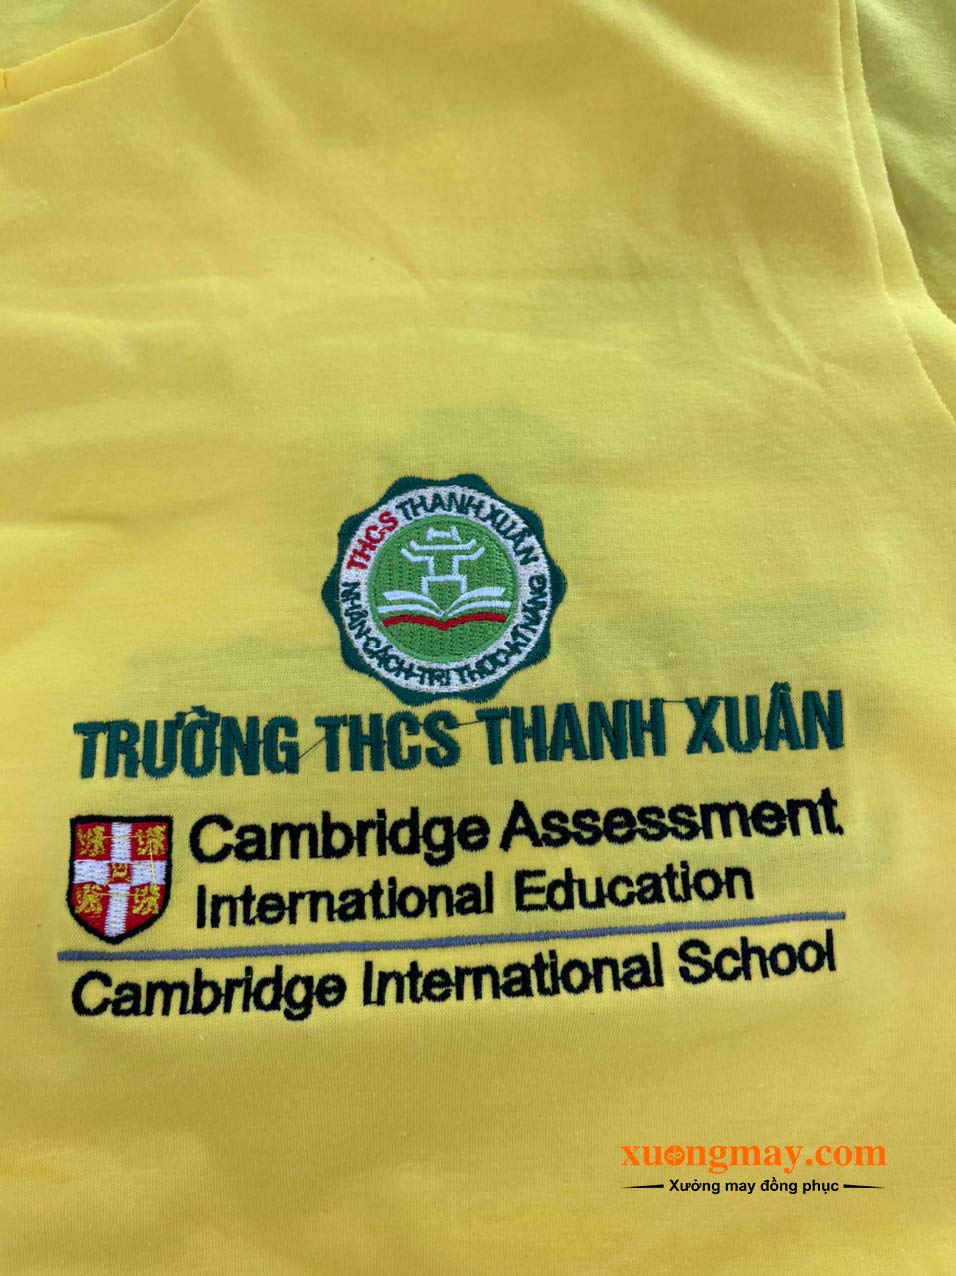 THCS THANH XUÂN
NHÂN-CÁCH-TRI THỨC-KỸ NĂNG
TRƯỜNG THCS THANH XUÂN
Cambridge Assessment
International Education
Cambridge International School
xuongmay.com
Xưởng may đồng phục